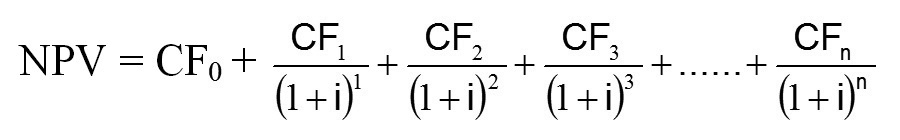 NPV = CF₀ + CF₁/(1+i)¹ + CF₂/(1+i)² + CF₃/(1+i)³ + ...... + CFₙ/(1+i)ⁿ